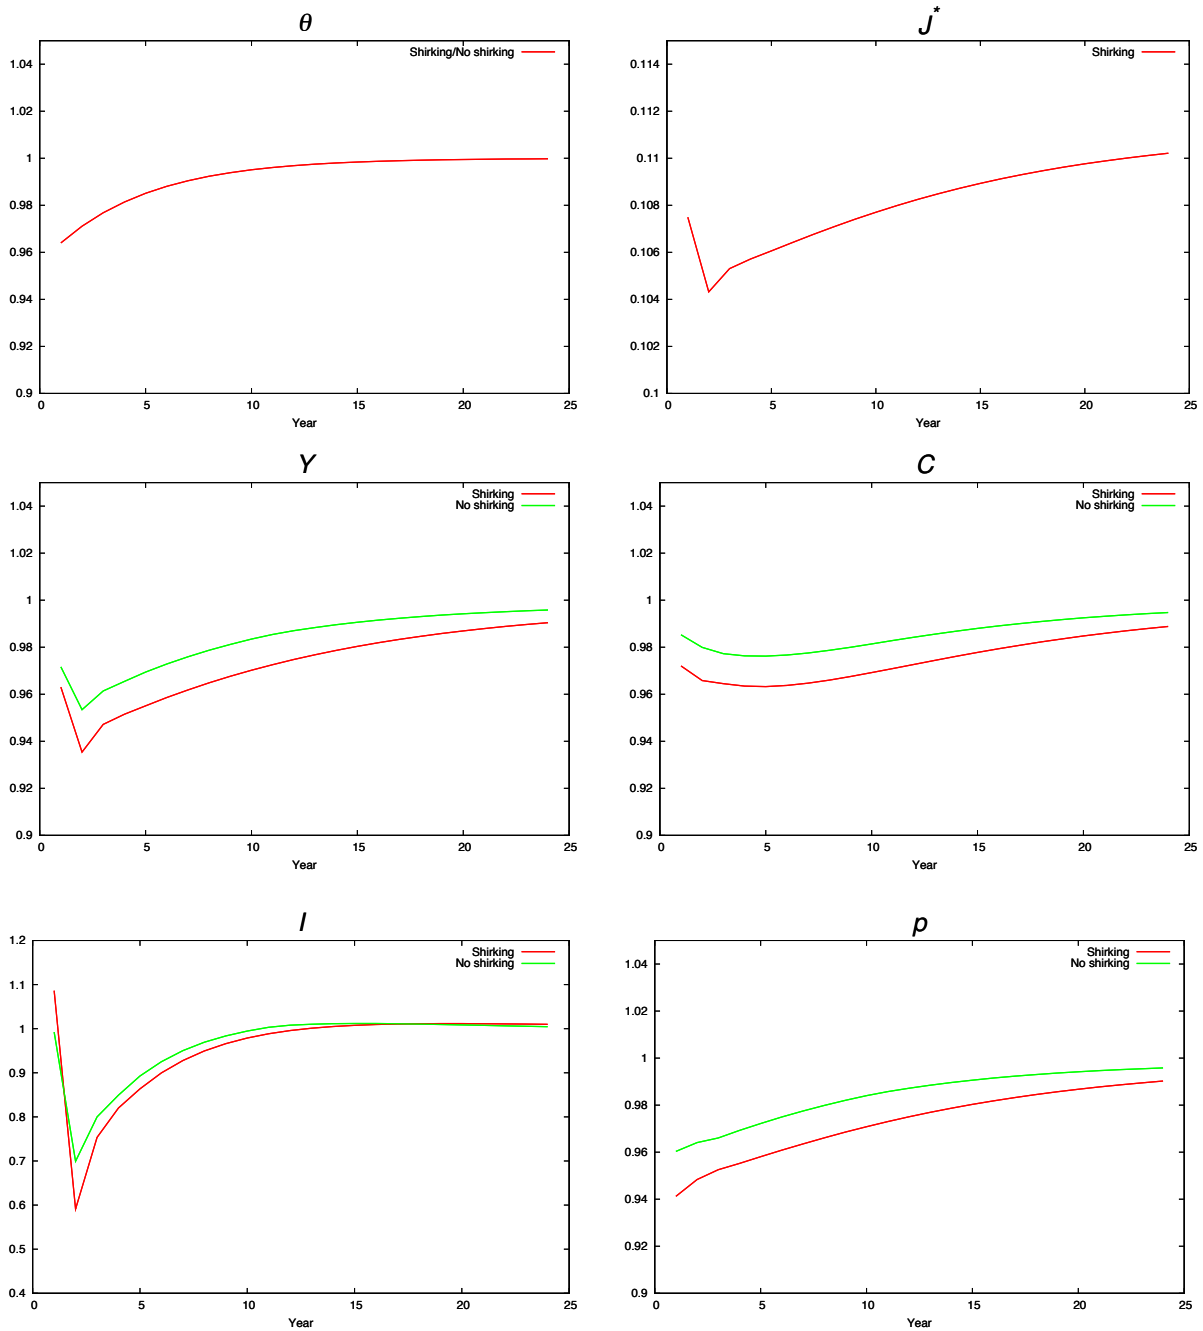 θ
Shirking/No shirking
1.04
1.02
1
0.98
0.96
0.94
0.92
0.9
0 5 10 15 20 25
Year
J*
Shirking
0.114
0.112
0.11
0.108
0.106
0.104
0.102
0.1
0 5 10 15 20 25
Year
Y
Shirking
No shirking
1.04
1.02
1
0.98
0.96
0.94
0.92
0.9
0 5 10 15 20 25
Year
C
Shirking
No shirking
1.04
1.02
1
0.98
0.96
0.94
0.92
0.9
0 5 10 15 20 25
Year
I
Shirking
No shirking
1.2
1.1
1
0.9
0.8
0.7
0.6
0.5
0.4
0 5 10 15 20 25
Year
p
Shirking
No shirking
1.04
1.02
1
0.98
0.96
0.94
0.92
0.9
0 5 10 15 20 25
Year